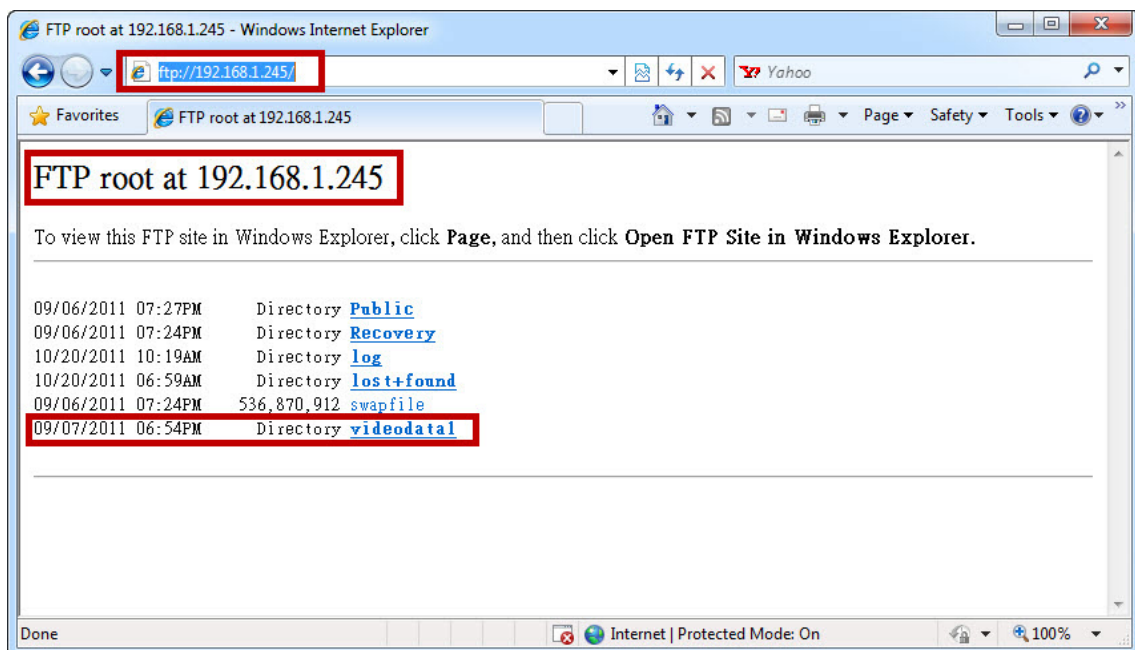 FTP root at 192.168.1.245 - Windows Internet Explorer
ftp://192.168.1.245/
Yahoo
Favorites
FTP root at 192.168.1.245
Page
Safety
Tools
FTP root at 192.168.1.245
To view this FTP site in Windows Explorer, click Page, and then click Open FTP Site in Windows Explorer.
09/06/2011 07:27PM Directory Public
09/06/2011 07:24PM Directory Recovery
10/20/2011 10:19AM Directory log
10/20/2011 06:59AM Directory lost+found
09/06/2011 07:24PM 536,870,912 swapfile
09/07/2011 06:54PM Directory videodata1
Done
Internet | Protected Mode: On
100%